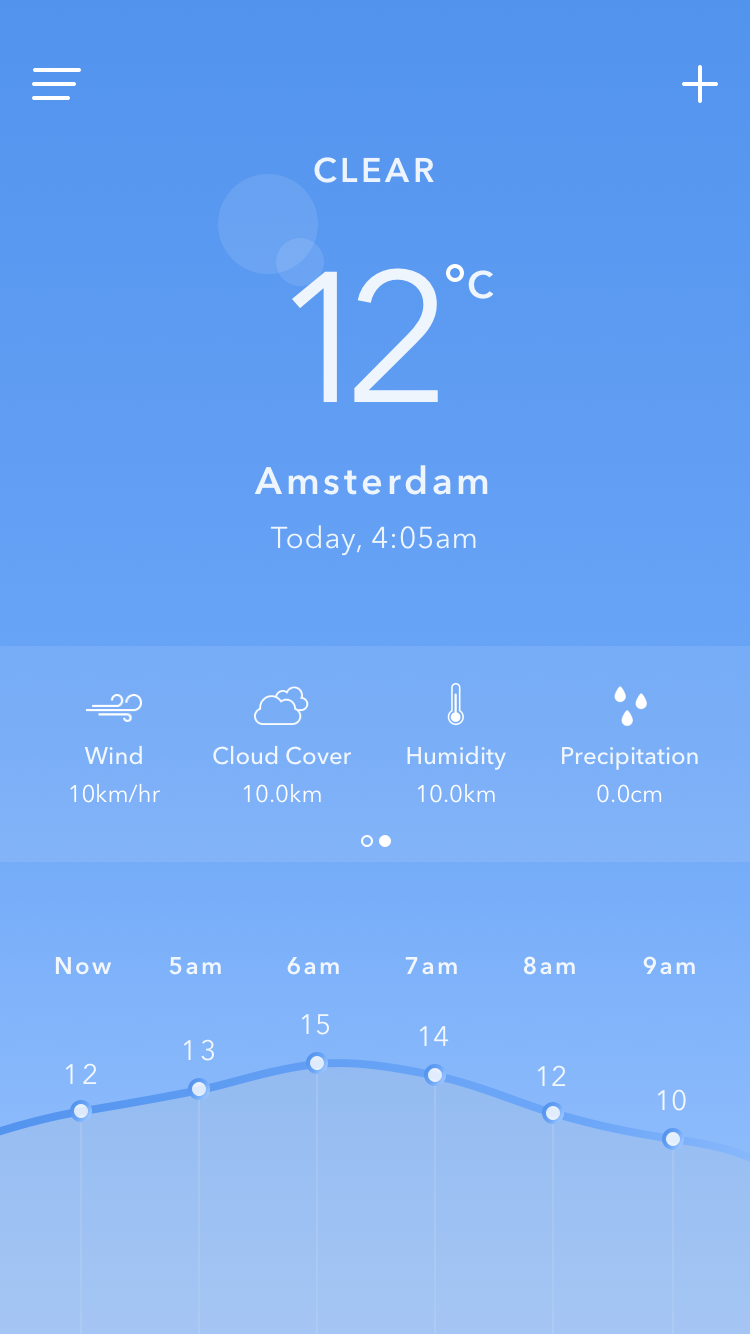 CLEAR
12°C
Amsterdam
Today, 4:05am
Wind Cloud Cover Humidity Precipitation
10km/hr 10.0km 10.0km 0.0cm
Now 5am 6am 7am 8am 9am
12 13 15 14 12 10